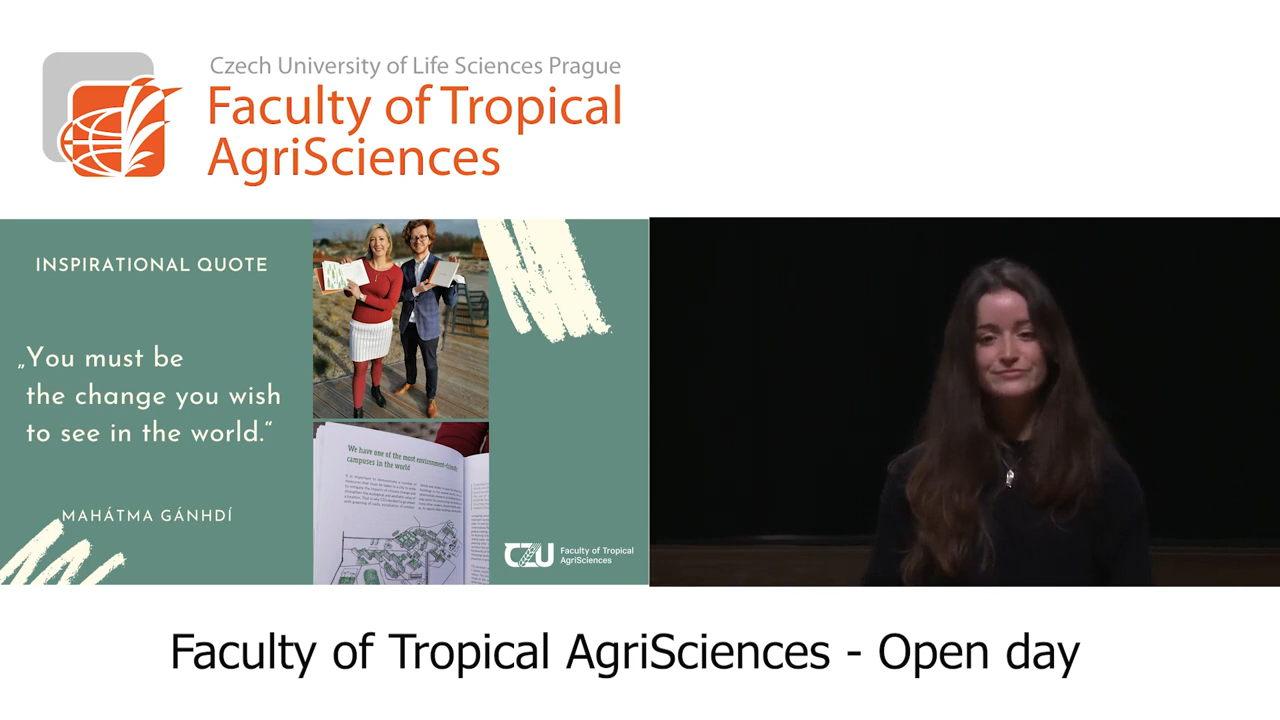 Czech University of Life Sciences Prague
Faculty of Tropical
AgriSciences
INSPIRATIONAL QUOTE
„You must be
the change you wish
to see in the world.“
MAHÁTMA GÁNHDÍ
We have one of the most environment-friendly
campuses in the world
CZU
Faculty of Tropical
AgriSciences
Faculty of Tropical AgriSciences - Open day